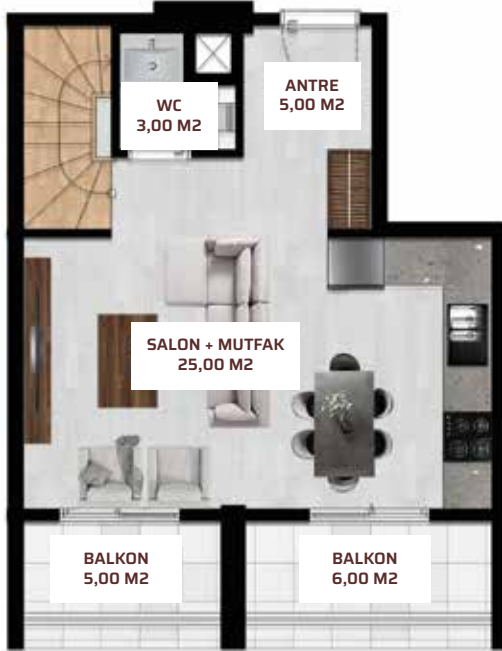 WC
3,00 M2
ANTRE
5,00 M2
SALON + MUTFAK
25,00 M2
BALKON
5,00 M2
BALKON
6,00 M2